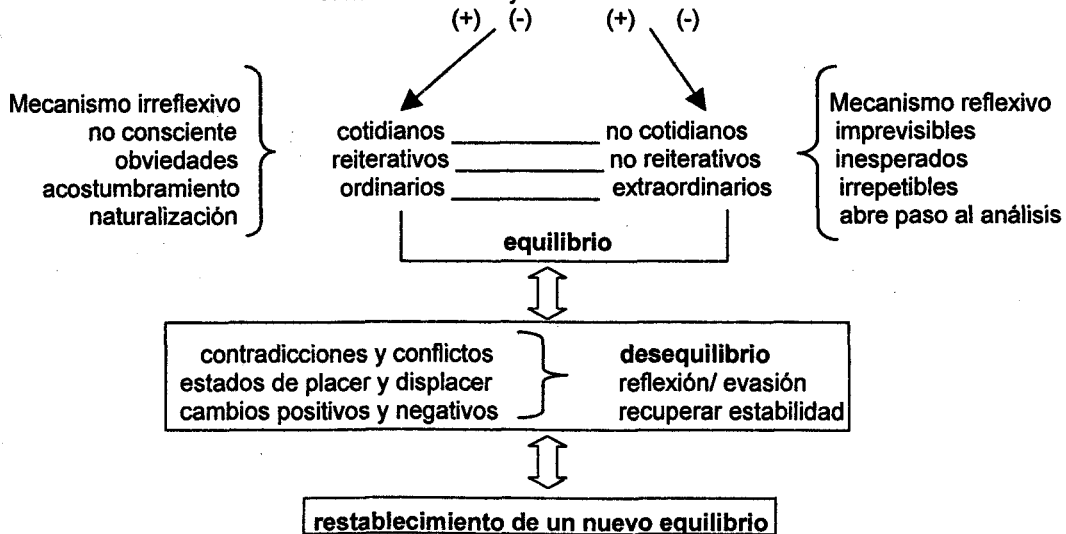 (+) (-) (+) (-)
Mecanismo irreflexivo
no consciente
obviedades
acostumbramiento
naturalización
cotidianos
reiterativos
ordinarios
no cotidianos
no reiterativos
extraordinarios
Mecanismo reflexivo
imprevisibles
inesperados
irrepetibles
abre paso al análisis
equilibrio
contradicciones y conflictos
estados de placer y displacer
cambios positivos y negativos
desequilibrio
reflexión/ evasión
recuperar estabilidad
restablecimiento de un nuevo equilibrio